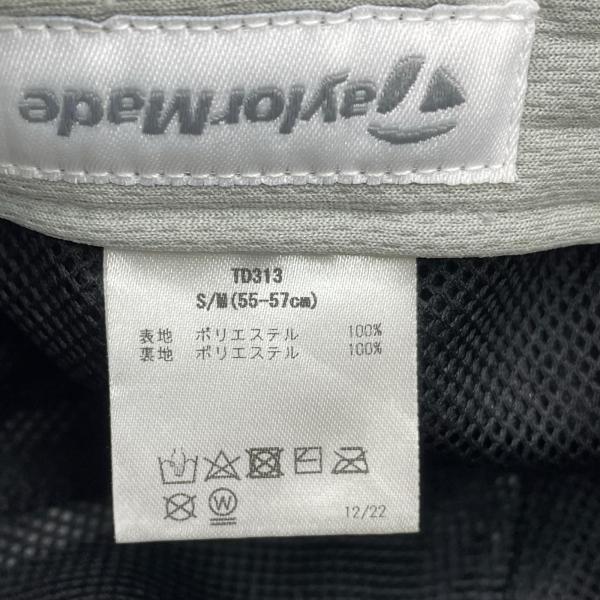 TaylorMade
TD313
S/M(55-57cm)
表地 ポリエステル 100%
裏地 ポリエステル 100%
W
12/22